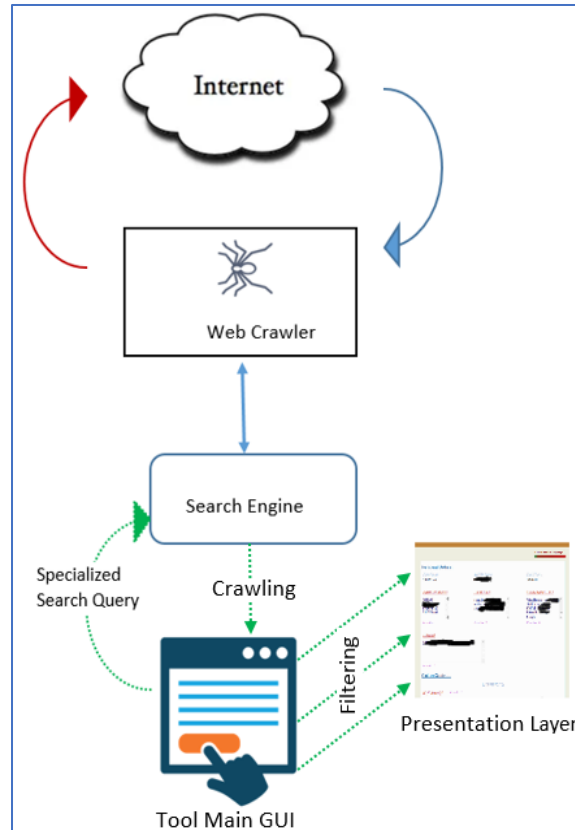 Internet
Web Crawler
Search Engine
Specialized
Search Query
Crawling
Filtering
Presentation Layer
Tool Main GUI